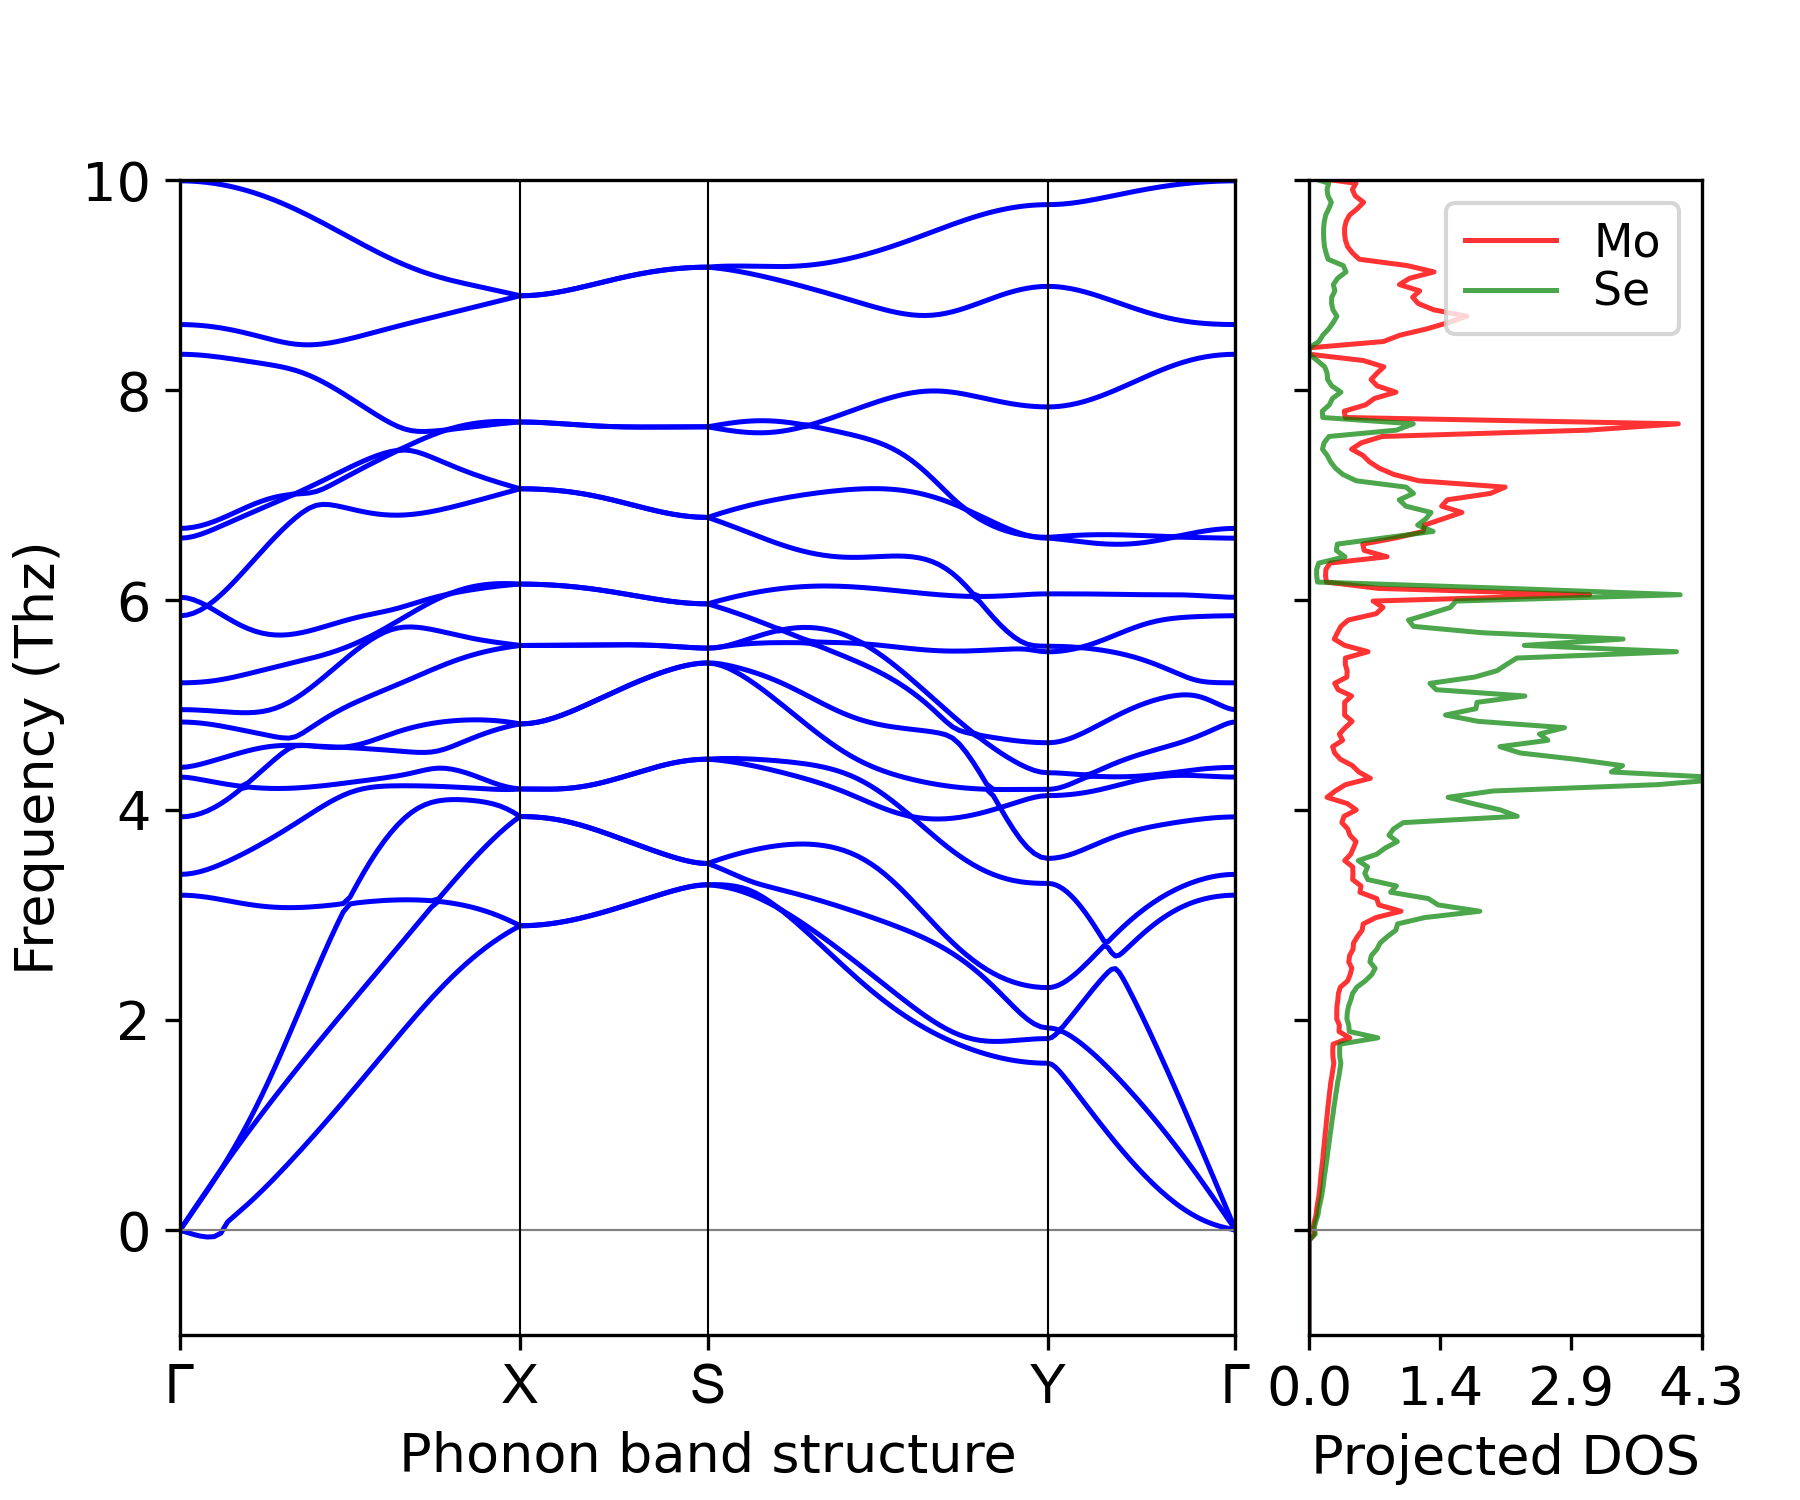 10
8
6
4
2
0
Frequency (Thz)
Γ X S Y Γ
Phonon band structure
Mo
Se
0.0 1.4 2.9 4.3
Projected DOS